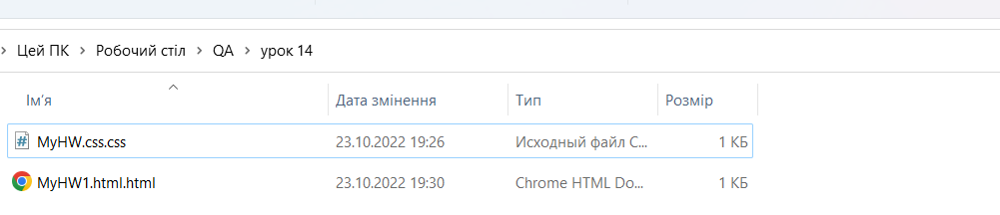 Цей ПК > Робочий стіл > QA > урок 14
Ім'я Дата змінення Тип Розмір
MyHW.css.css 23.10.2022 19:26 Исходный файл C... 1 КБ
MyHW1.html.html 23.10.2022 19:30 Chrome HTML Do... 1 КБ